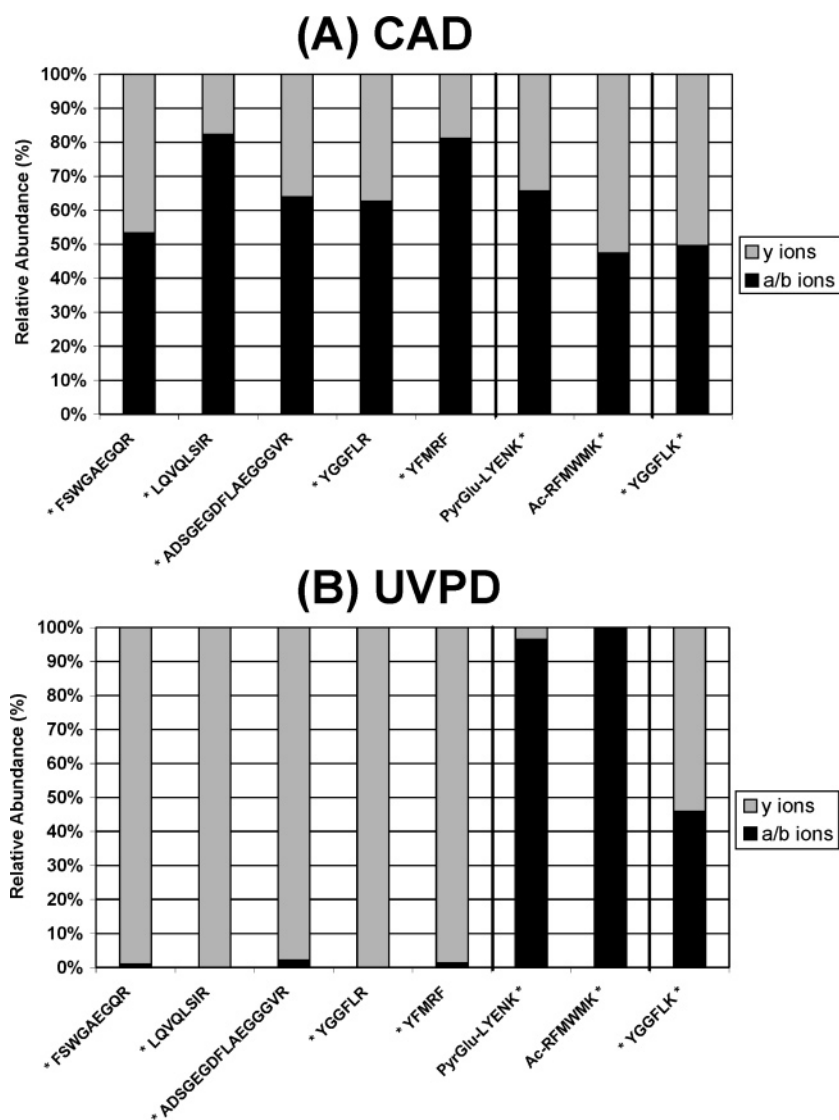 (A) CAD
100%
90%
80%
70%
60%
50%
40%
30%
20%
10%
0%
Relative Abundance (%)
y ions
a/b ions
* FSWGAEGQR
* LQVQLSIR
* ADSGEGDFLAEGGGVR
* YGGFLR
* YFMRF
PyrGlu-LYENK *
Ac-RFMWMK *
* YGGFLK *
(B) UVPD
100%
90%
80%
70%
60%
50%
40%
30%
20%
10%
0%
Relative Abundance (%)
y ions
a/b ions
* FSWGAEGQR
* LQVQLSIR
* ADSGEGDFLAEGGGVR
* YGGFLR
* YFMRF
PyrGlu-LYENK *
Ac-RFMWMK *
* YGGFLK *